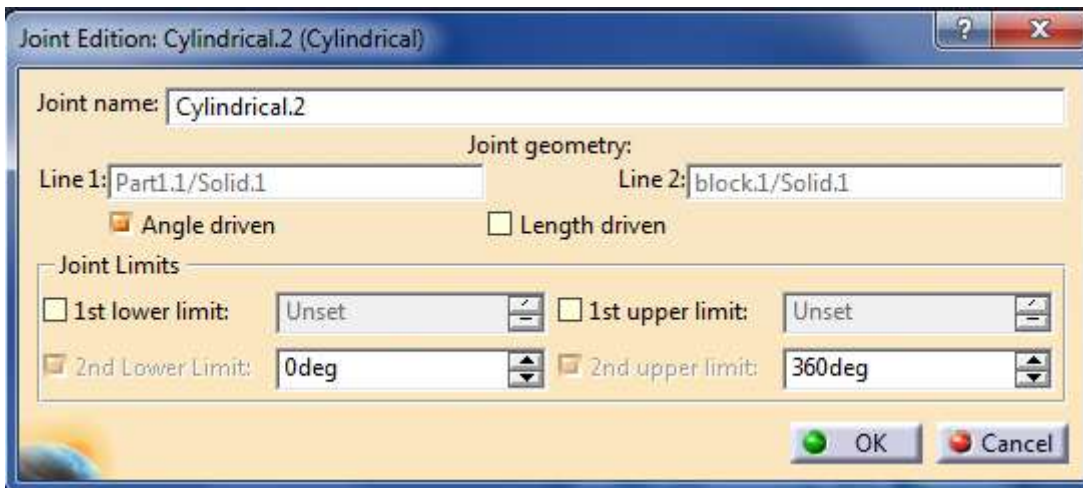 Joint Edition: Cylindrical.2 (Cylindrical)
?
X
Joint name: Cylindrical.2
Joint geometry:
Line 1: Part1.1/Solid.1 Line 2: block.1/Solid.1
Angle driven Length driven
Joint Limits
1st lower limit: Unset 1st upper limit: Unset
2nd Lower Limit: 0deg 2nd upper limit: 360deg
OK Cancel